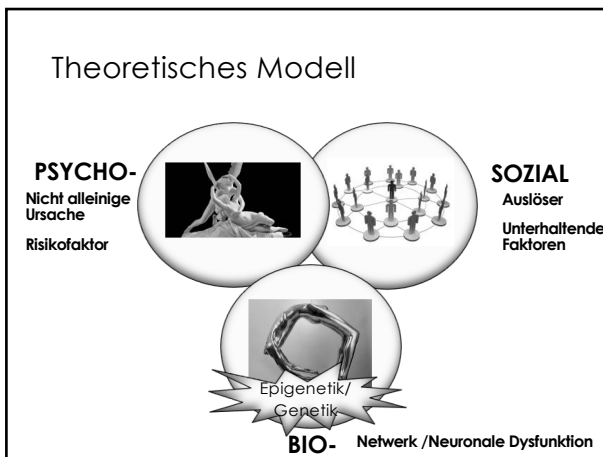 Theoretisches Modell
PSYCHO-
Nicht alleinige
Ursache
Risikofaktor
SOZIAL
Auslöser
Unterhaltende
Faktoren
Epigenetik/
Genetik
BIO-
Netwerk /Neuronale Dysfunktion